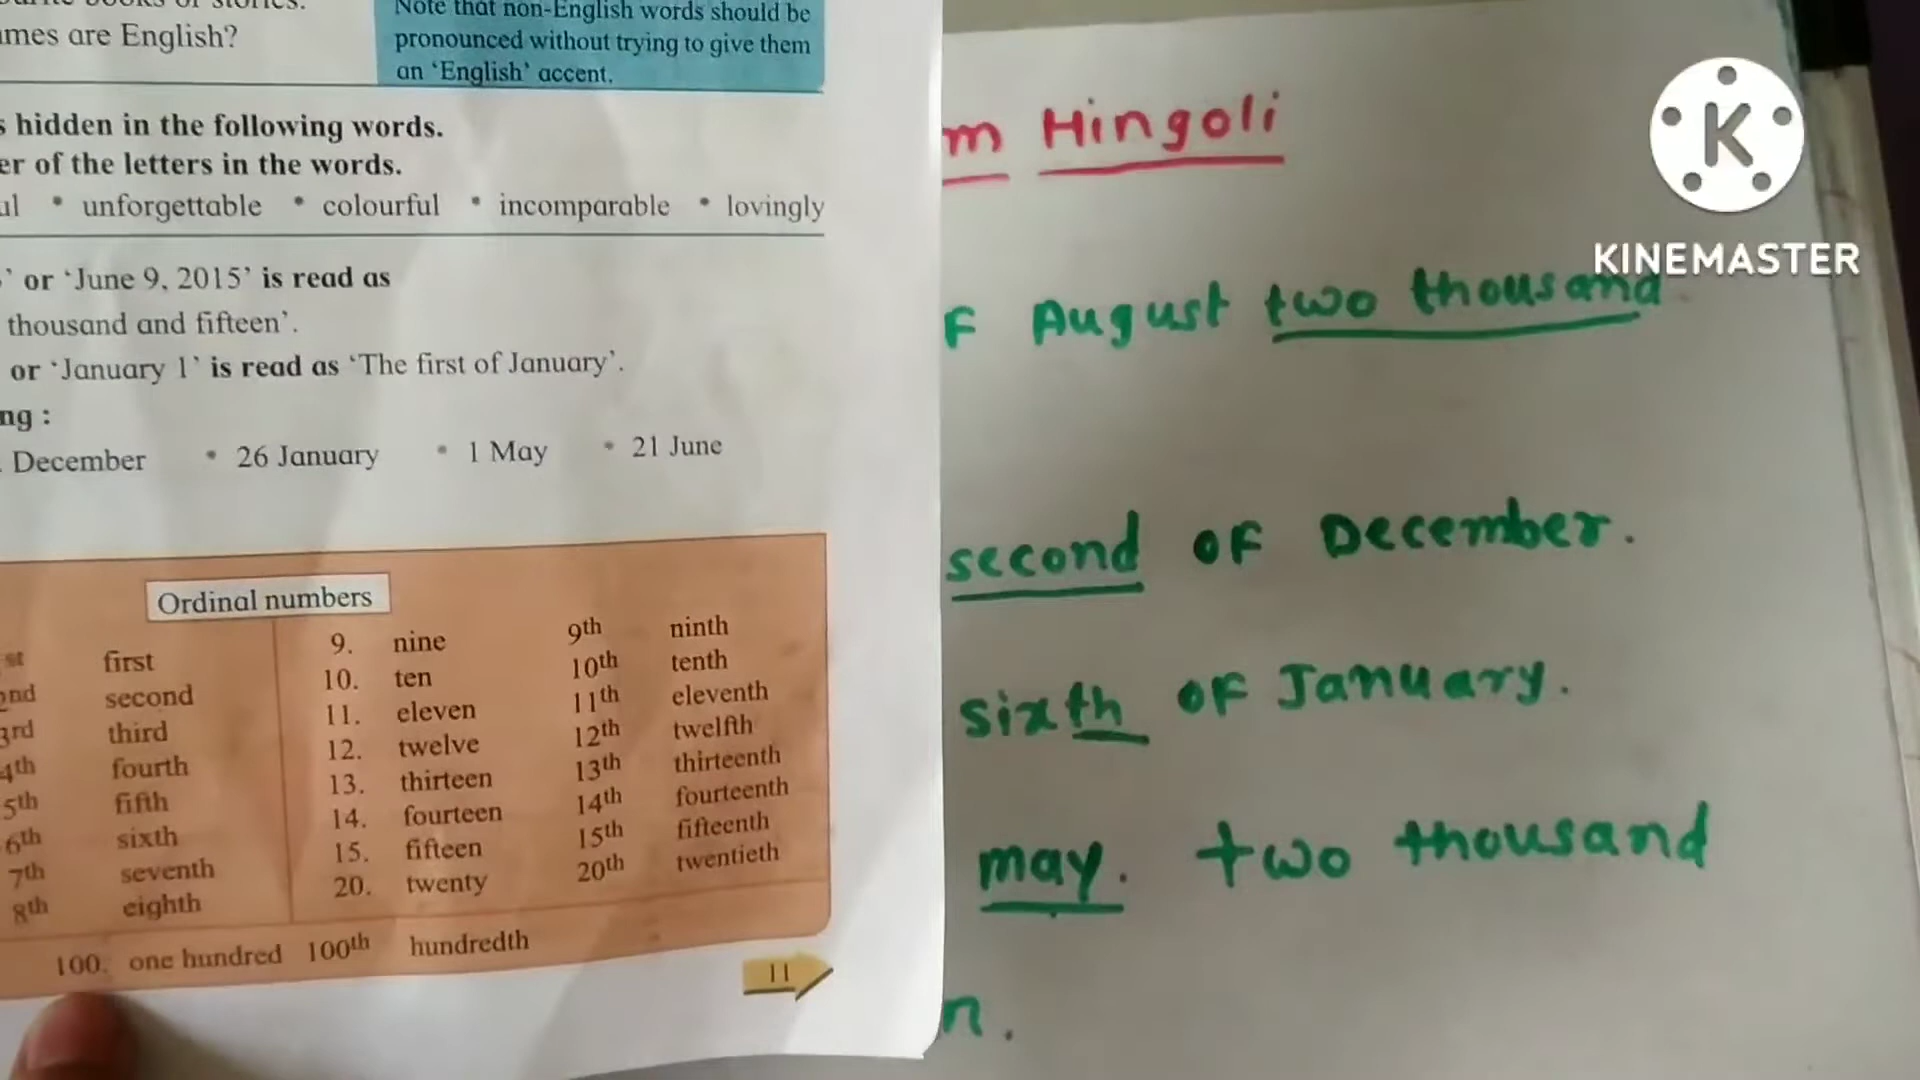 Note that non-English words should be
pronounced without trying to give them
an ‘English’ accent.
ames are English?
s hidden in the following words.
er of the letters in the words.
ul • unforgettable • colourful • incomparable • lovingly
’ or ‘June 9, 2015’ is read as
thousand and fifteen’.
or ‘January 1’ is read as ‘The first of January’.
ng :
December • 26 January • 1 May • 21 June
Ordinal numbers
st first
2nd second
3rd third
4th fourth
5th fifth
6th sixth
7th seventh
8th eighth
9. nine 9th ninth
10. ten 10th tenth
11. eleven 11th eleventh
12. twelve 12th twelfth
13. thirteen 13th thirteenth
14. fourteen 14th fourteenth
15. fifteen 15th fifteenth
20. twenty 20th twentieth
100. one hundred 100th hundredth
11
m Hingoli
F August two thousand
second of December.
sixth of January.
may. two thousand
n.
K
KINEMASTER